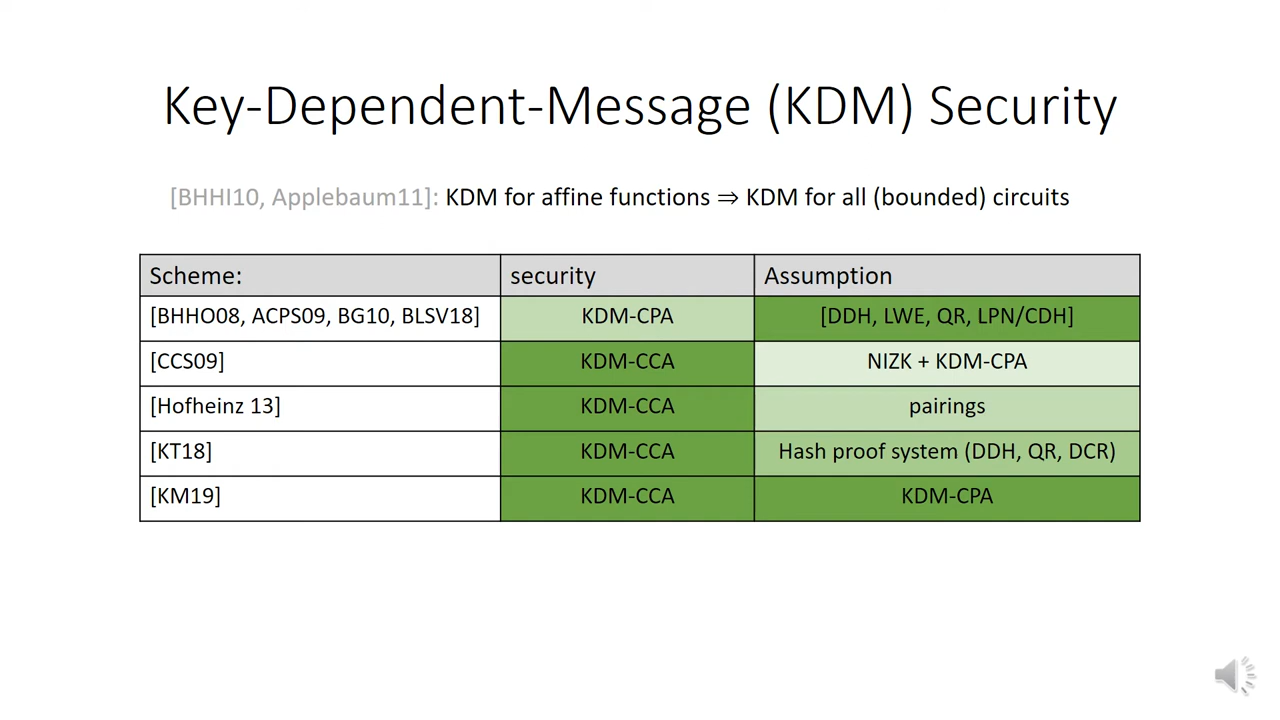 Key-Dependent-Message (KDM) Security
[BHHI10, Applebaum11]: KDM for affine functions ⇒ KDM for all (bounded) circuits
Scheme: security Assumption
[BHHO08, ACPS09, BG10, BLSV18] KDM-CPA [DDH, LWE, QR, LPN/CDH]
[CCS09] KDM-CCA NIZK + KDM-CPA
[Hofheinz 13] KDM-CCA pairings
[KT18] KDM-CCA Hash proof system (DDH, QR, DCR)
[KM19] KDM-CCA KDM-CPA